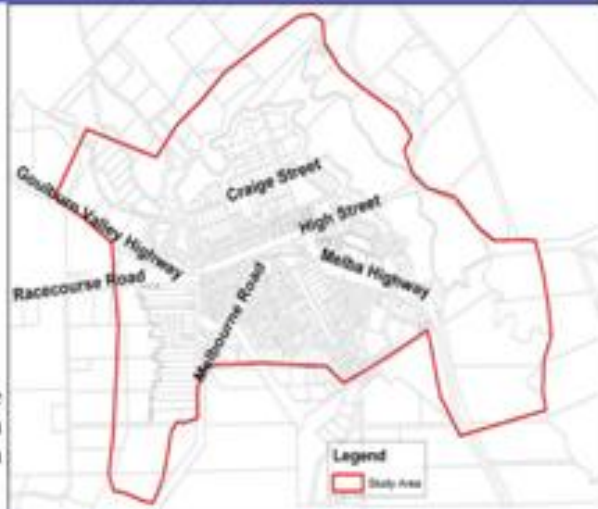 Craige Street
Goulburn Valley Highway
High Street
Melba Highway
Racecourse Road
Melbourne Road
Legend
Study Area